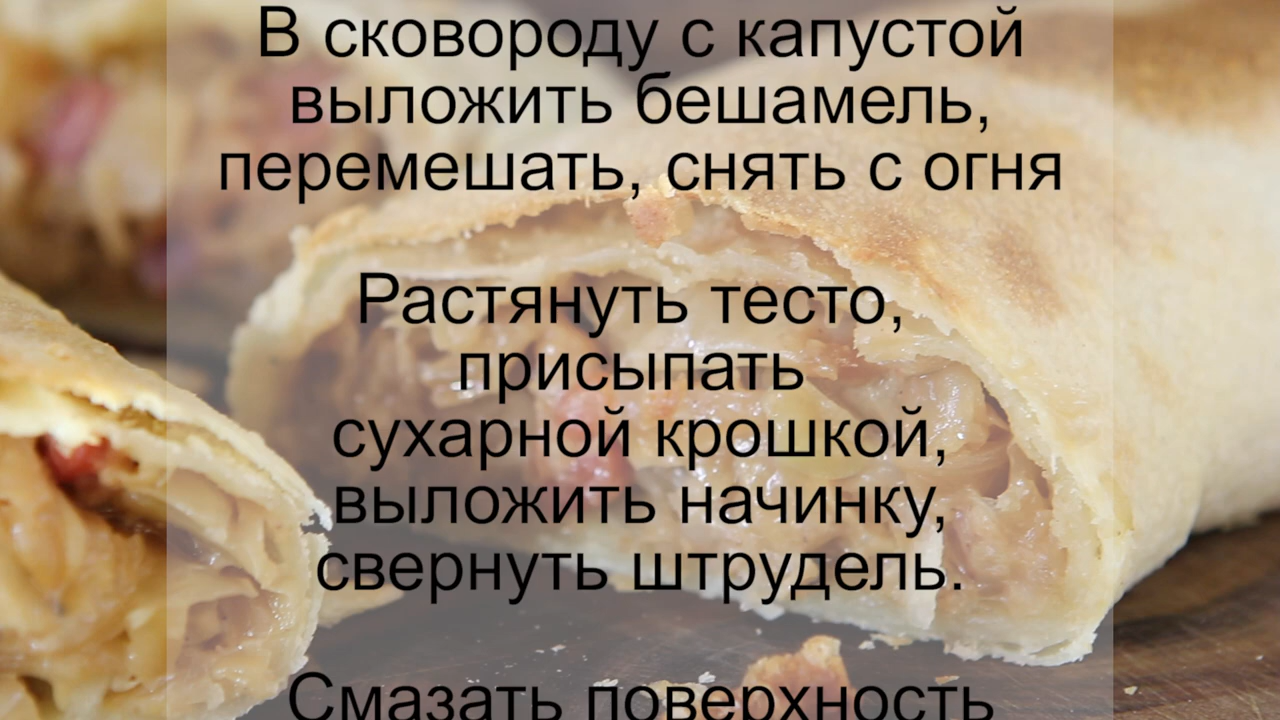 В сковороду с капустой
выложить бешамель,
перемешать, снять с огня
Растянуть тесто,
присыпать
сухарной крошкой,
выложить начинку,
свернуть штрудель.
Смазать поверхность